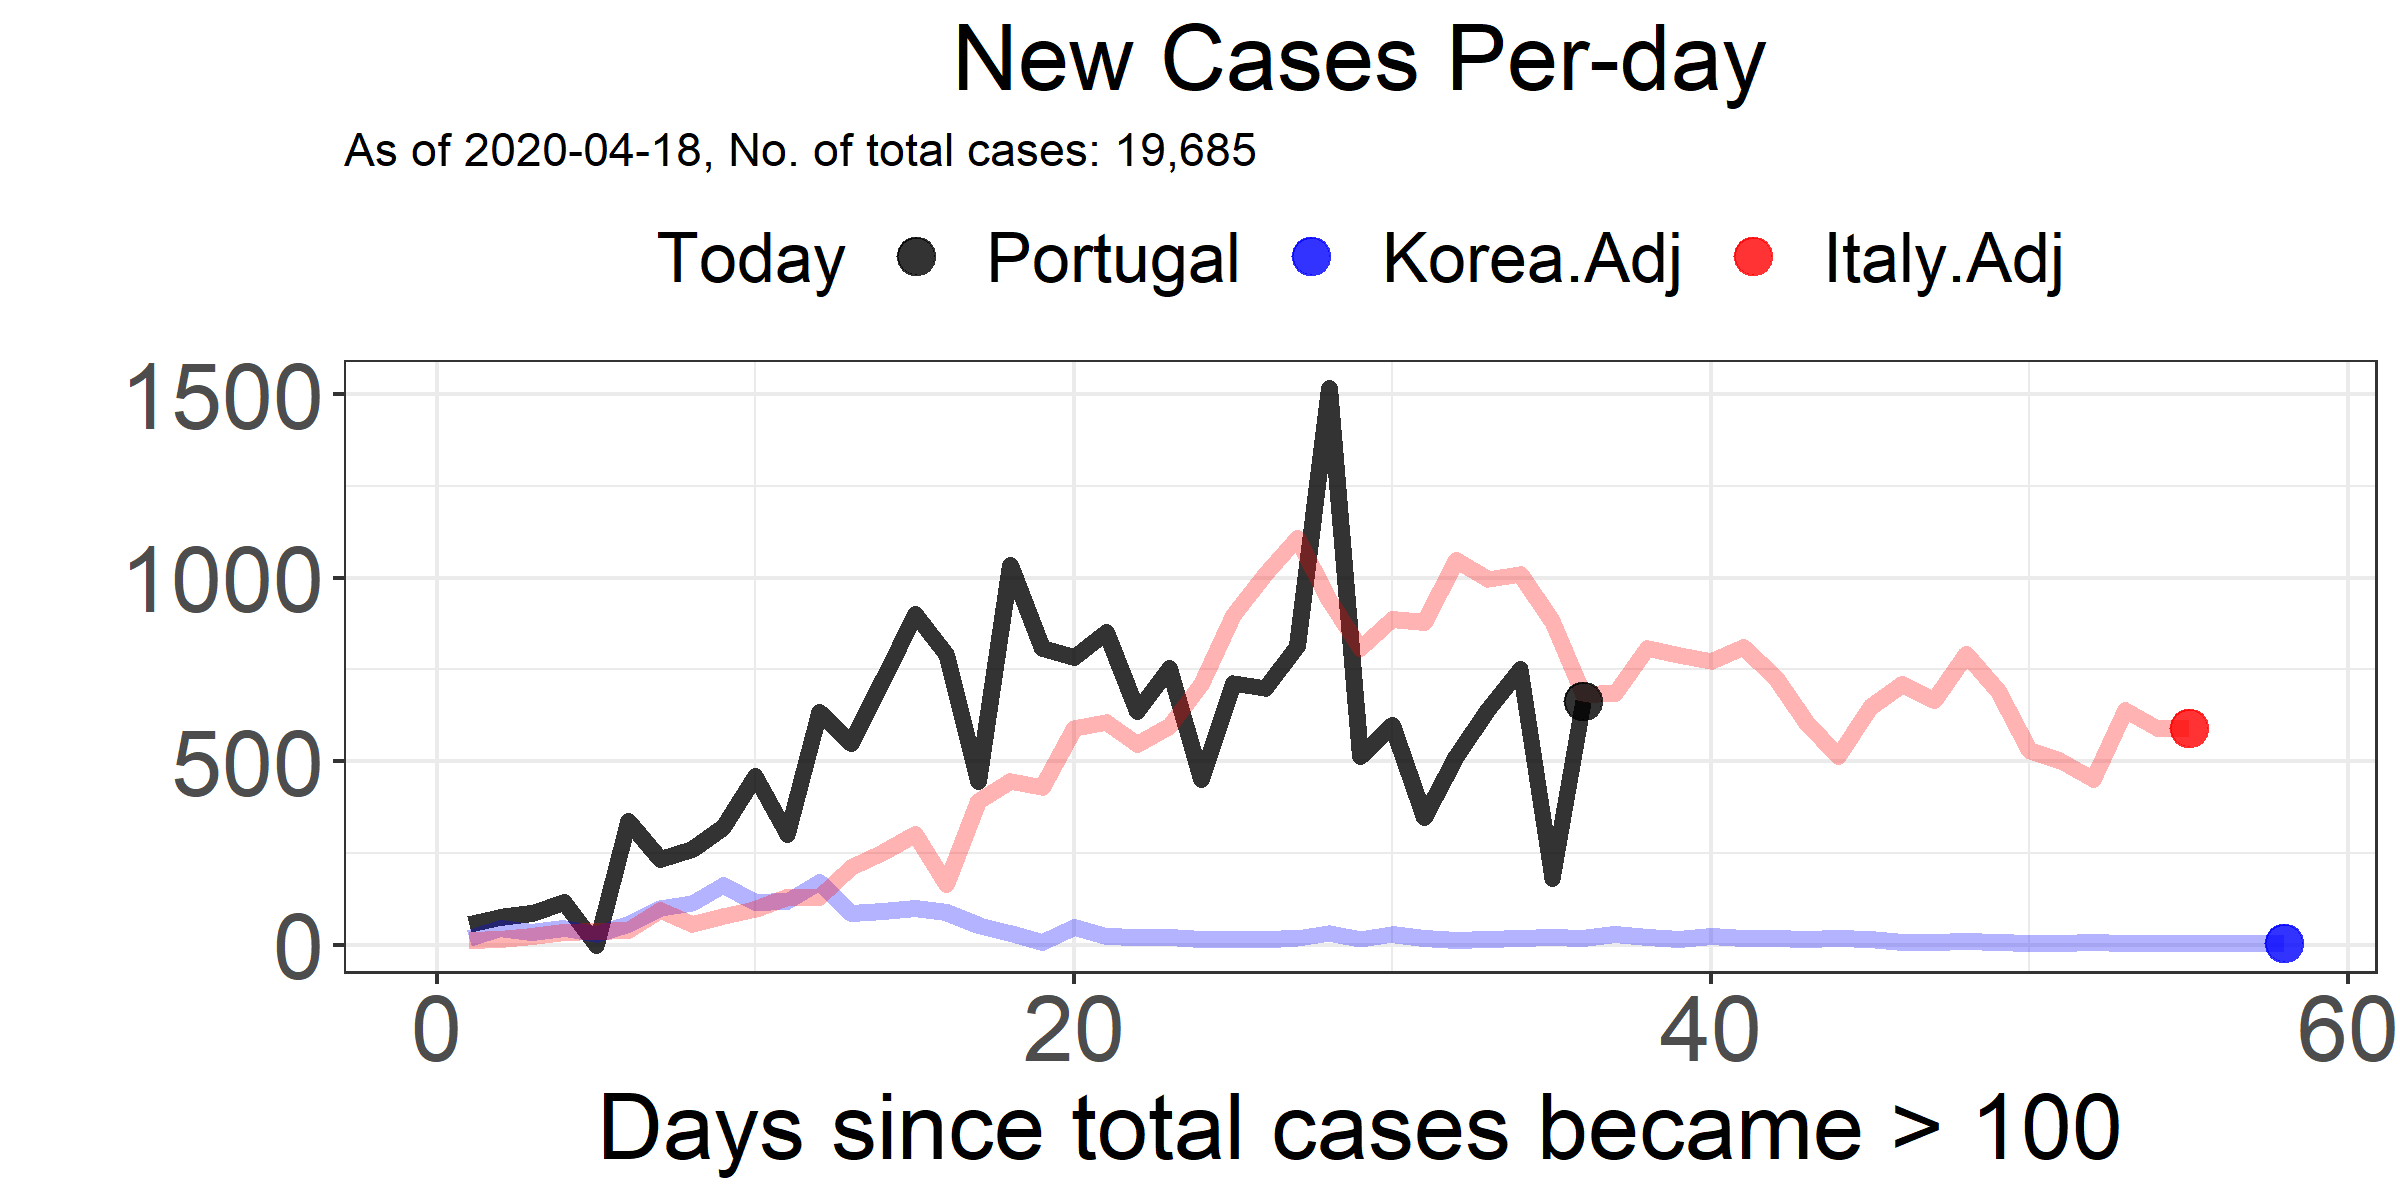 New Cases Per-day
As of 2020-04-18, No. of total cases: 19,685
Today Portugal Korea.Adj Italy.Adj
1500
1000
500
0
0 20 40 60
Days since total cases became > 100